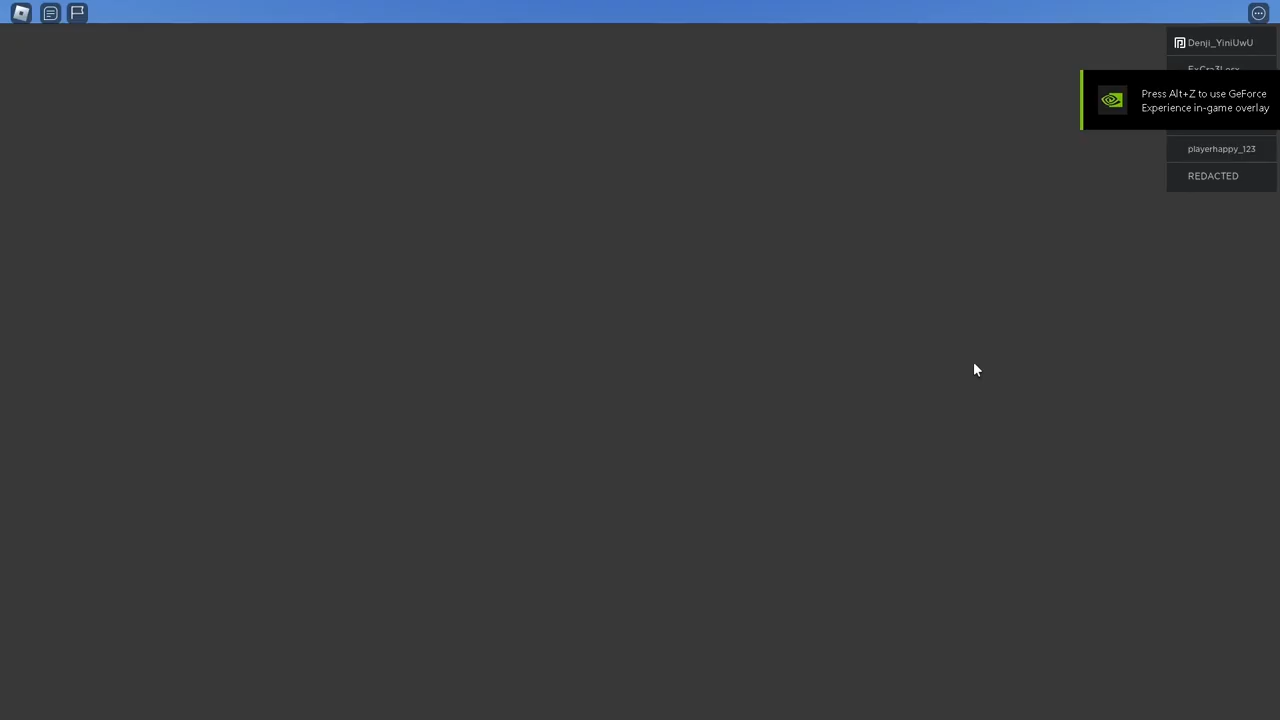 Denji_YiniUwU
Press Alt+Z to use GeForce
Experience in-game overlay
playerhappy_123
REDACTED